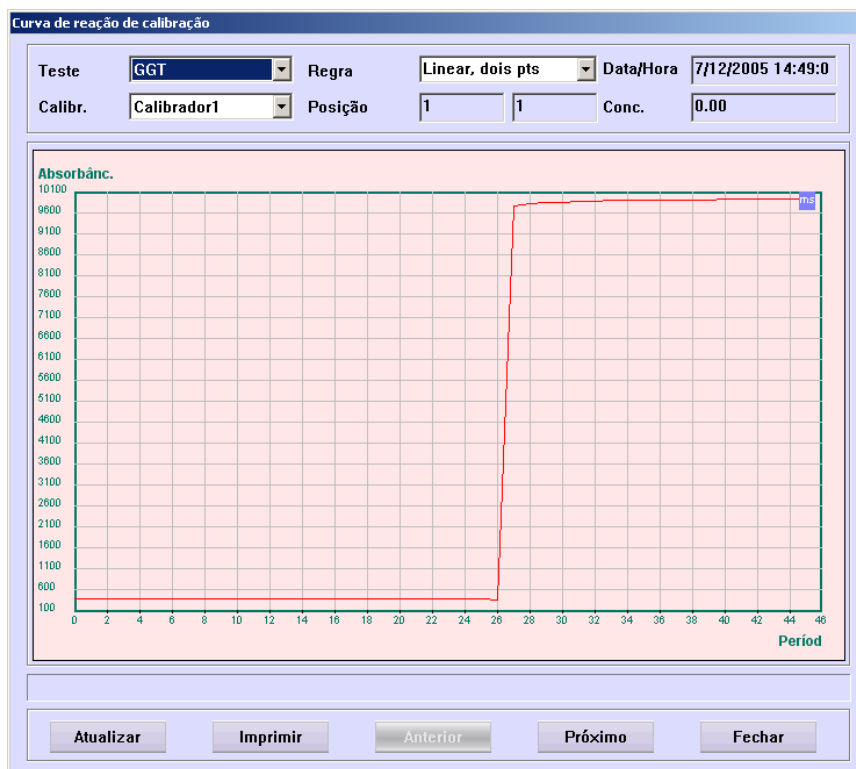 Curva de reação de calibração
Teste GGT Regra Linear, dois pts Data/Hora 7/12/2005 14:49:0
Calibr. Calibrador1 Posição 1 1 Conc. 0.00
Absorbânc.
10100
9600
9100
8600
8100
7600
7100
6600
6100
5600
5100
4600
4100
3600
3100
2600
2100
1600
1100
600
100
ms
0 2 4 6 8 10 12 14 16 18 20 22 24 26 28 30 32 34 36 38 40 42 44 46
Períod
Atualizar Imprimir Anterior Próximo Fechar